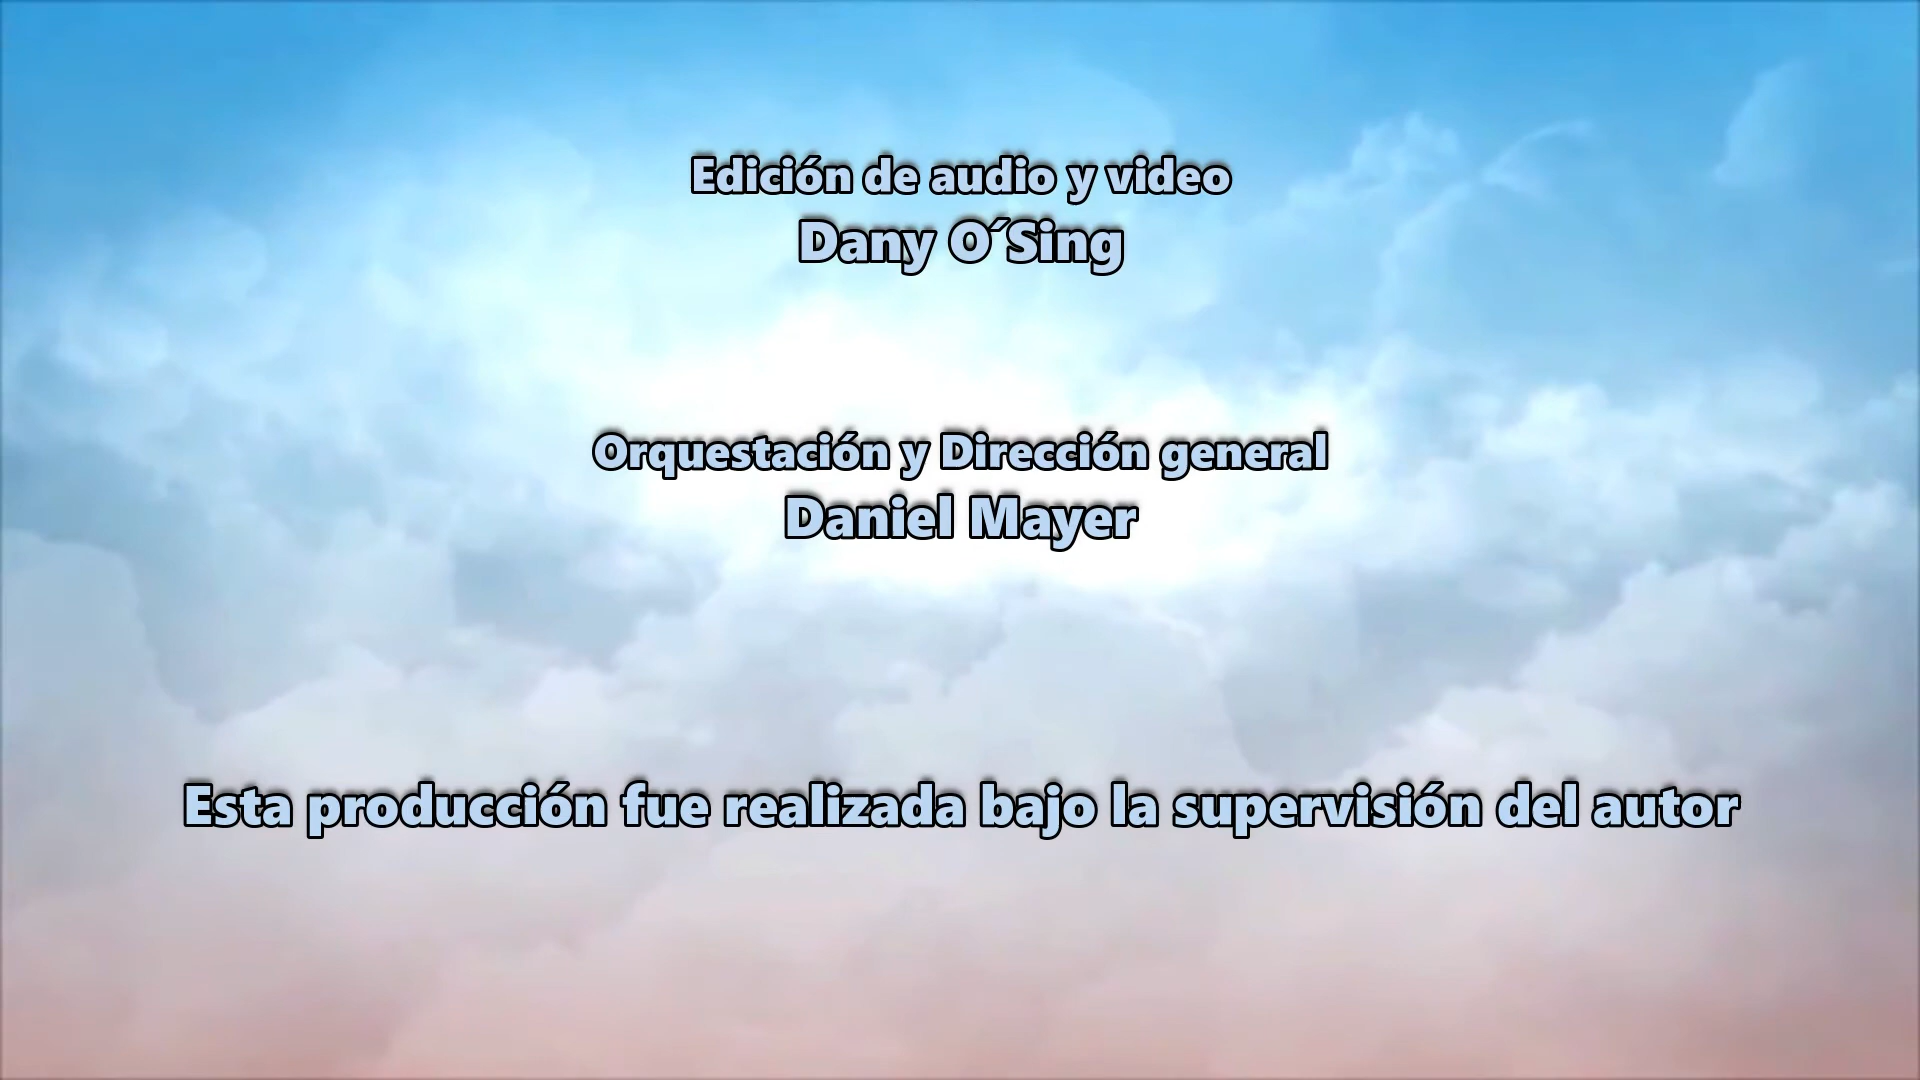 Edición de audio y video
Dany O´Sing
Orquestación y Dirección general
Daniel Mayer
Esta producción fue realizada bajo la supervisión del autor